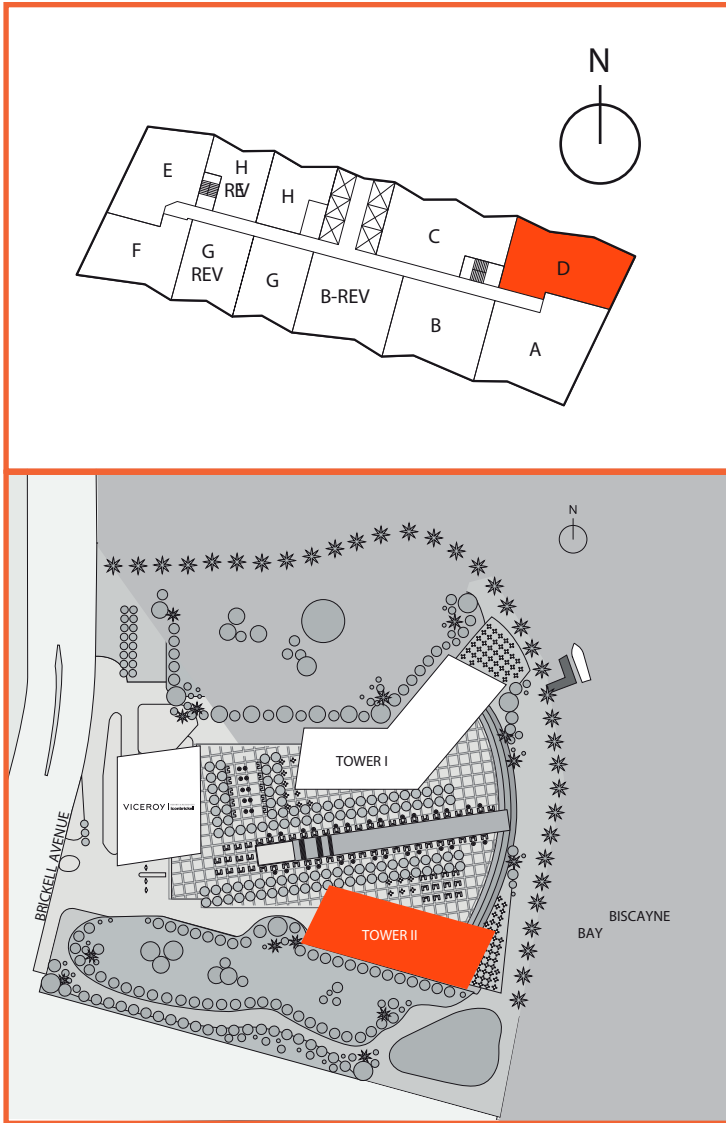 N
E
H
REV
H
C
D
F
G
REV
G
B-REV
B
A
N
TOWER I
VICEROY
BRICKELL AVENUE
TOWER II
BISCAYNE
BAY